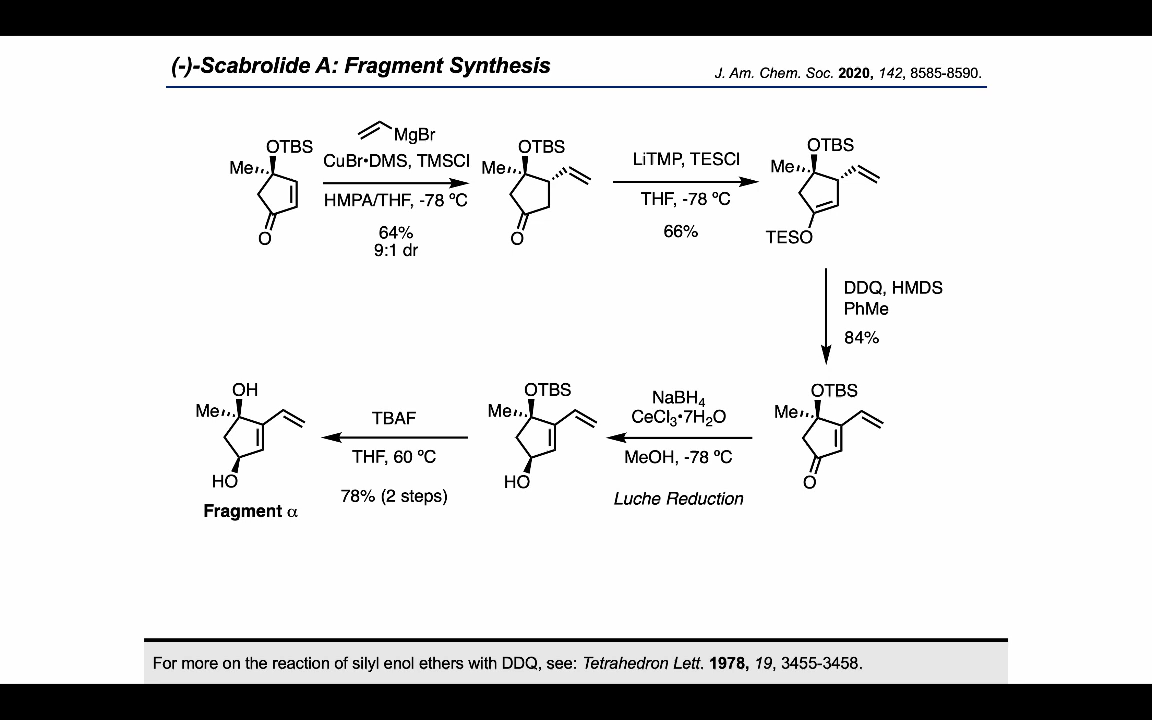 (-)-Scabrolide A: Fragment Synthesis
J. Am. Chem. Soc. 2020, 142, 8585-8590.
OTBS
Me
O
MgBr
CuBr•DMS, TMSCl
HMPA/THF, -78 ºC
64%
9:1 dr
OTBS
Me
O
LiTMP, TESCl
THF, -78 ºC
66%
OTBS
Me
TESO
DDQ, HMDS
PhMe
84%
OTBS
Me
O
NaBH4
CeCl3•7H2O
MeOH, -78 ºC
Luche Reduction
OTBS
Me
HO
TBAF
THF, 60 ºC
78% (2 steps)
OH
Me
HO
Fragment α
For more on the reaction of silyl enol ethers with DDQ, see: Tetrahedron Lett. 1978, 19, 3455-3458.